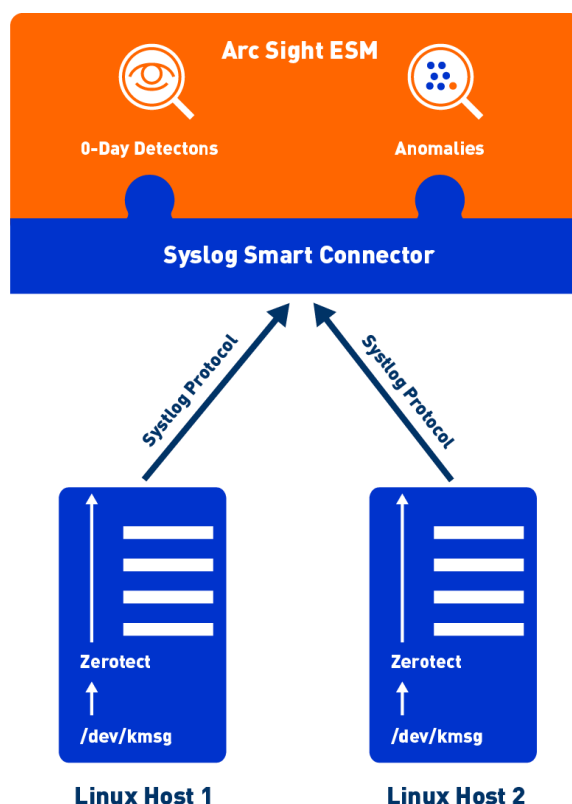 Arc Sight ESM
0-Day Detectons
Anomalies
Syslog Smart Connector
Systlog Protocol
Systlog Protocol
Zerotect
/dev/kmsg
Linux Host 1
Zerotect
/dev/kmsg
Linux Host 2